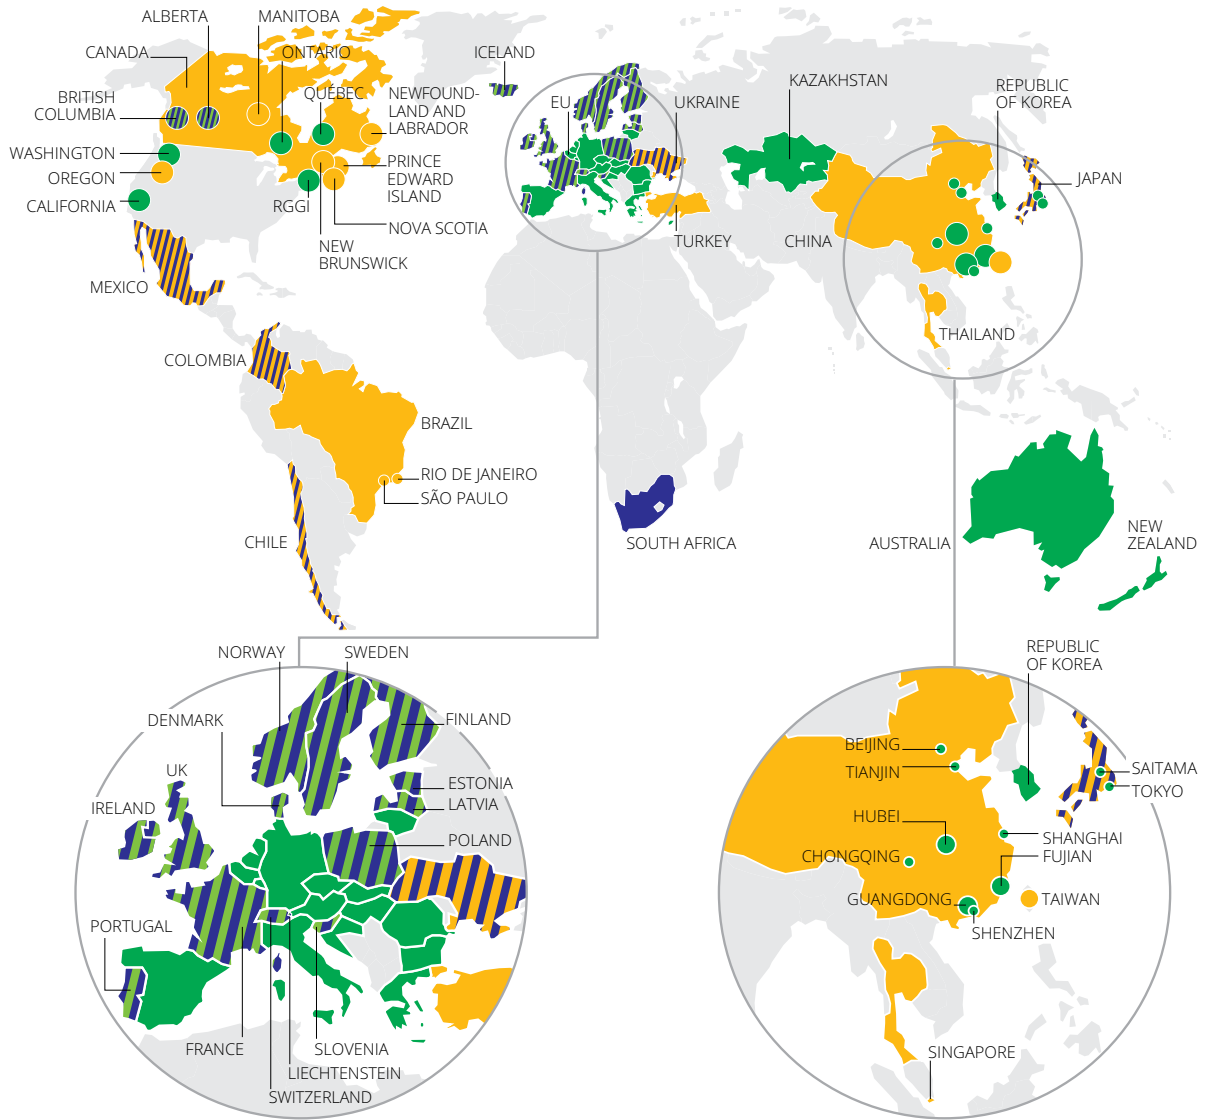 ALBERTA
MANITOBA
CANADA
ONTARIO
ICELAND
BRITISH
COLUMBIA
QUÉBEC
NEWFOUND-
LAND AND
LABRADOR
EU
UKRAINE
KAZAKHSTAN
REPUBLIC
OF KOREA
WASHINGTON
OREGON
CALIFORNIA
RGGI
PRINCE
EDWARD
ISLAND
NOVA SCOTIA
NEW
BRUNSWICK
JAPAN
TURKEY
CHINA
MEXICO
THAILAND
COLOMBIA
BRAZIL
RIO DE JANEIRO
SÃO PAULO
CHILE
SOUTH AFRICA
AUSTRALIA
NEW
ZEALAND
NORWAY
SWEDEN
DENMARK
FINLAND
UK
IRELAND
ESTONIA
LATVIA
POLAND
PORTUGAL
FRANCE
SLOVENIA
LIECHTENSTEIN
SWITZERLAND
REPUBLIC
OF KOREA
BEIJING
TIANJIN
SAITAMA
TOKYO
HUBEI
SHANGHAI
FUJIAN
CHONGQING
GUANGDONG
TAIWAN
SHENZHEN
SINGAPORE